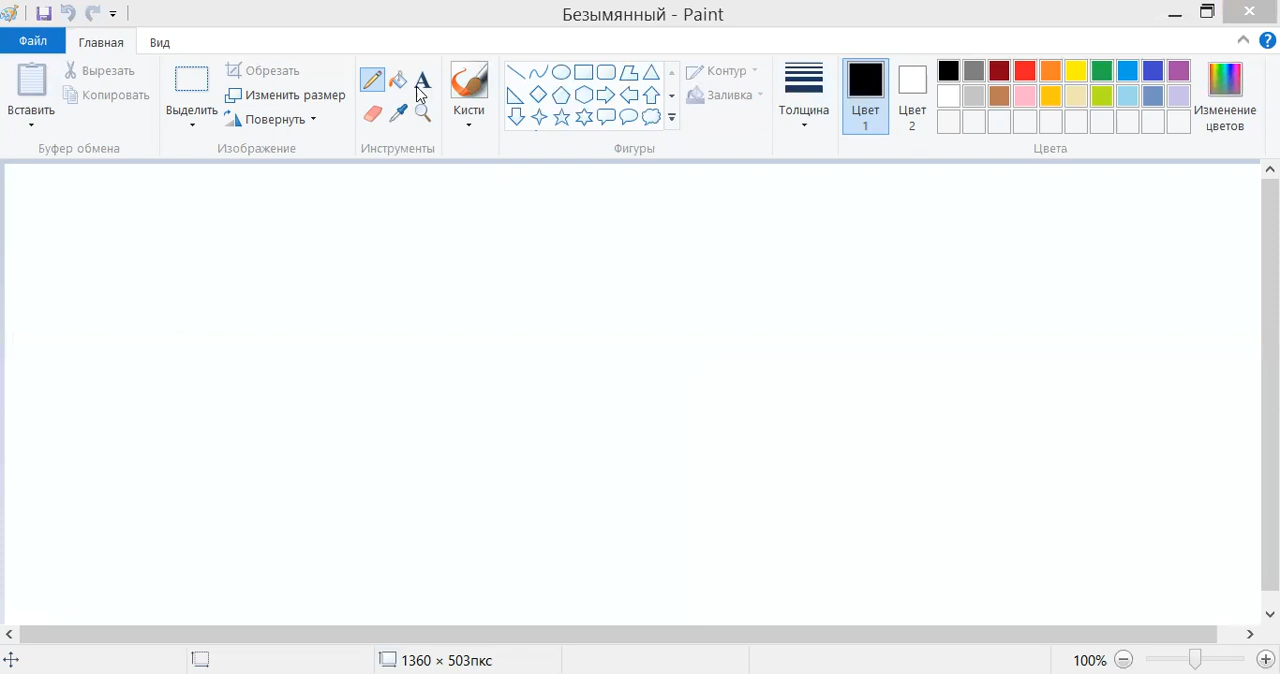 Безымянный - Paint
Файл Главная Вид
Вставить
Вырезать
Копировать
Буфер обмена
Выделить
Обрезать
Изменить размер
Повернуть
Изображение
A
Инструменты
Кисти
Фигуры
Контур
Заливка
Толщина
Цвет
1
Цвет
2
Изменение
цветов
Цвета
1360 × 503пкс
100%